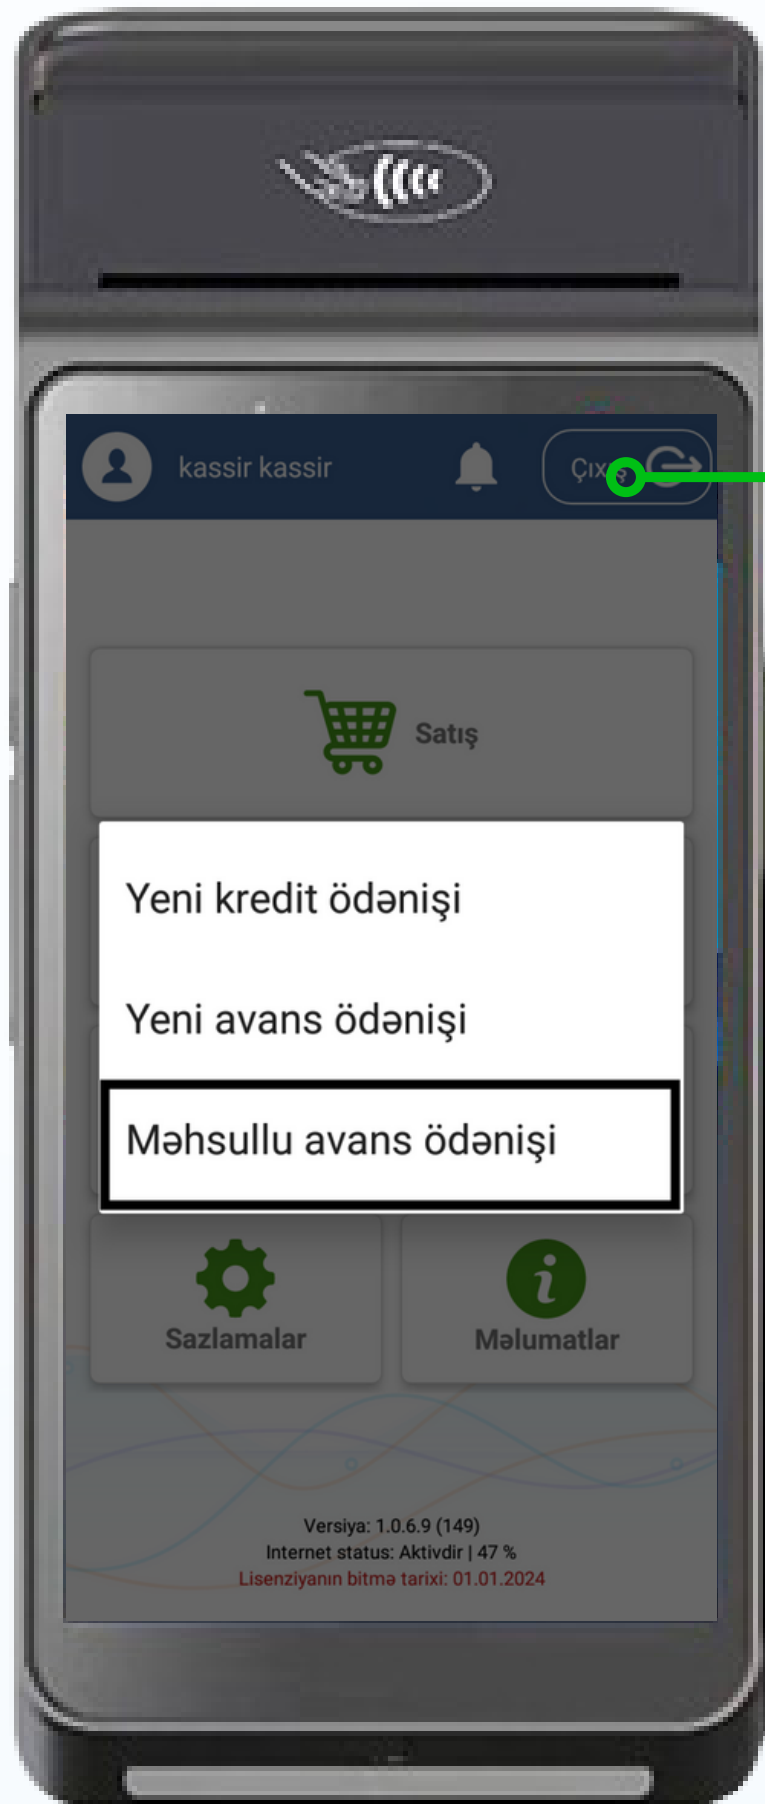 kassir kassir
Çıxış
Satış
Yeni kredit ödənişi
Yeni avans ödənişi
Məhsullu avans ödənişi
Sazlamalar
Məlumatlar
Versiya: 1.0.6.9 (149)
Internet status: Aktivdir | 47 %
Lisenziyanın bitmə tarixi: 01.01.2024